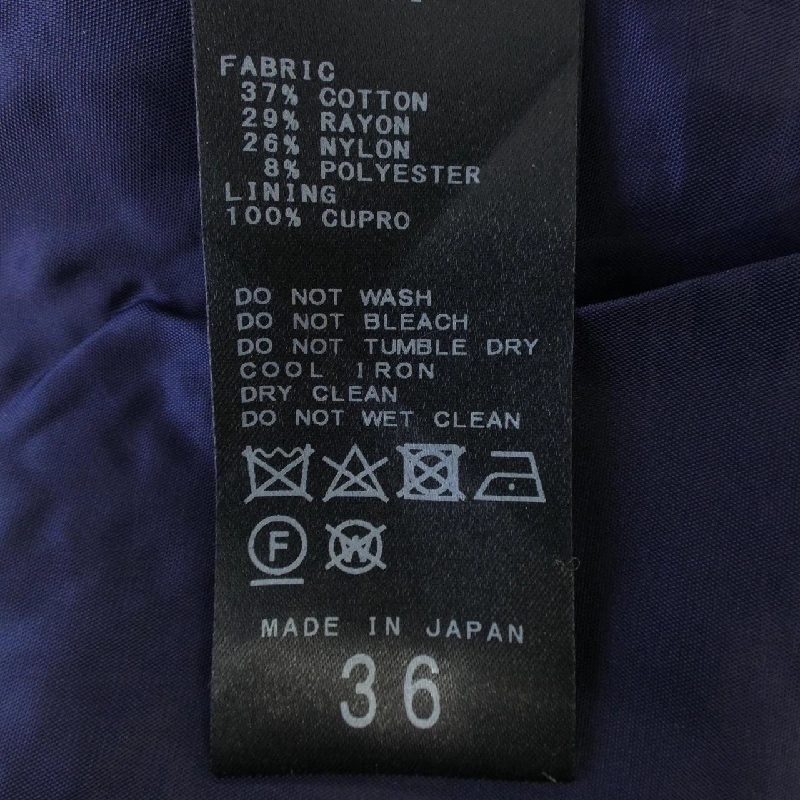 FABRIC
37% COTTON
29% RAYON
26% NYLON
8% POLYESTER
LINING
100% CUPRO
DO NOT WASH
DO NOT BLEACH
DO NOT TUMBLE DRY
COOL IRON
DRY CLEAN
DO NOT WET CLEAN
F W
MADE IN JAPAN
36